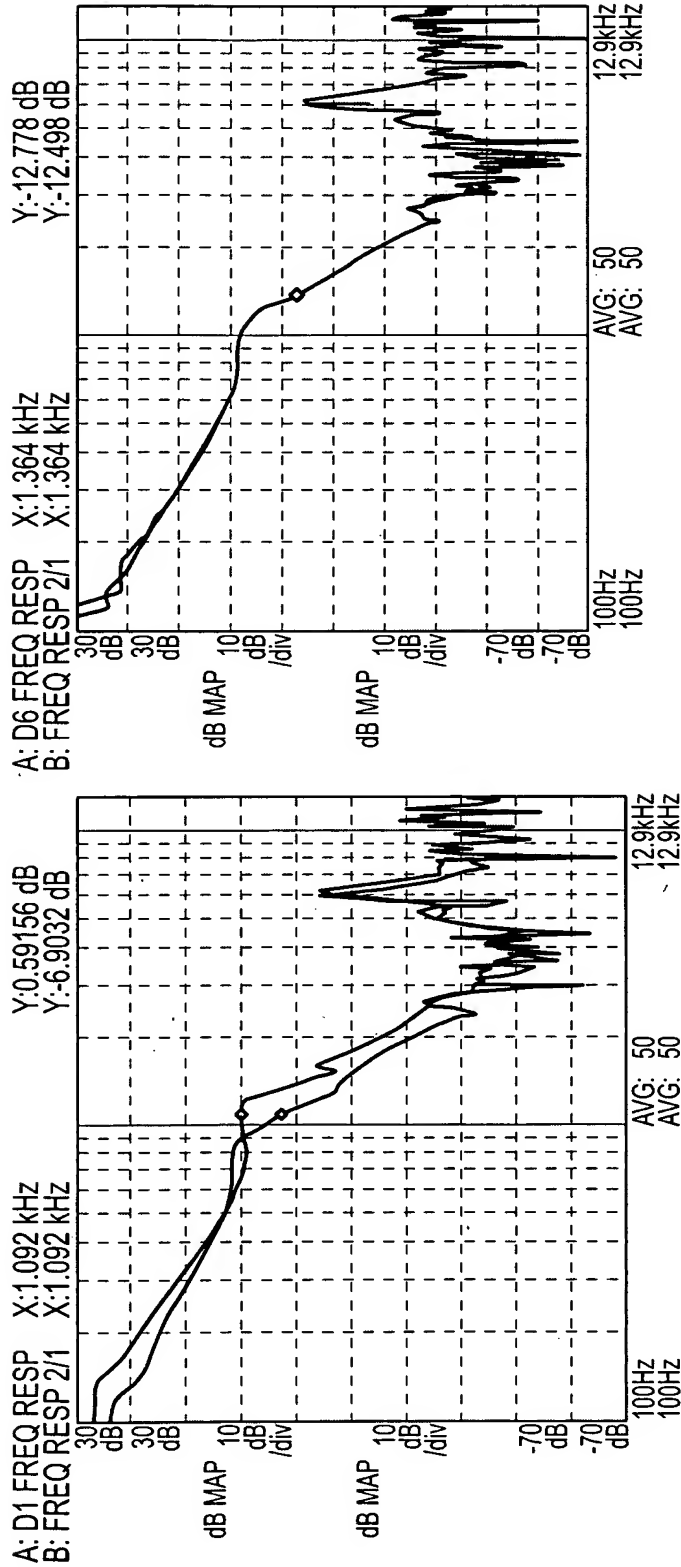 A: D1 FREQ RESP X:1.092 kHz Y:0.59156 dB
B: FREQ RESP 2/1 X:1.092 kHz Y:-6.9032 dB
30
dB
30
dB
dB MAP
10
dB
/div
dB MAP
10
dB
/div
-70
dB
-70
dB
100Hz AVG: 50 12.9kHz
100Hz AVG: 50 12.9kHz
A: D6 FREQ RESP X:1.364 kHz Y:-12.778 dB
B: FREQ RESP 2/1 X:1.364 kHz Y:-12.498 dB
30
dB
30
dB
dB MAP
10
dB
/div
dB MAP
10
dB
/div
-70
dB
-70
dB
100Hz AVG: 50 12.9kHz
100Hz AVG: 50 12.9kHz